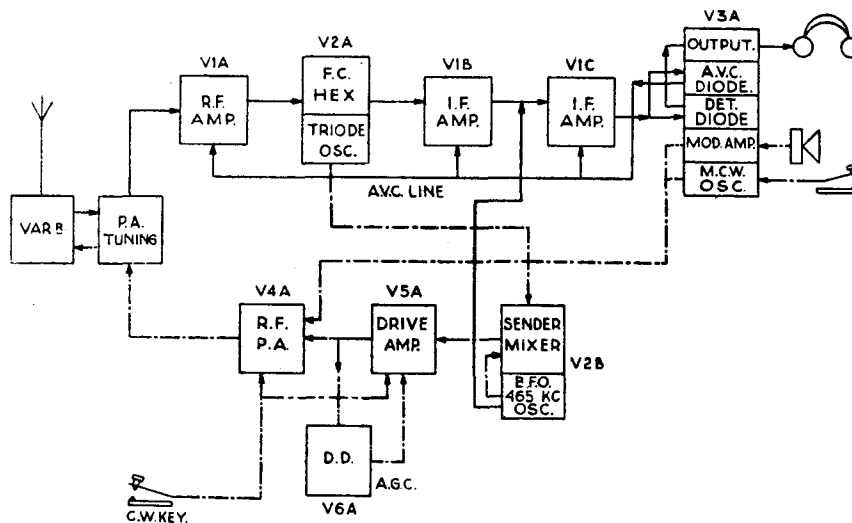 V3A
OUTPUT.
A.V.C.
DIODE.
DET.
DIODE
MOD. AMP.
M.C.W.
OSC.
V1A
R.F.
AMP.
V2A
F.C.
HEX
TRIODE
OSC.
V1B
I.F.
AMP.
V1C
I.F.
AMP.
A.V.C. LINE
VAR B.
P.A.
TUNING
V4A
R.F.
P.A.
V5A
DRIVE
AMP.
SENDER
MIXER
V2B
B.F.O.
465 KC
OSC.
D.D.
V6A
A.G.C.
C.W. KEY.